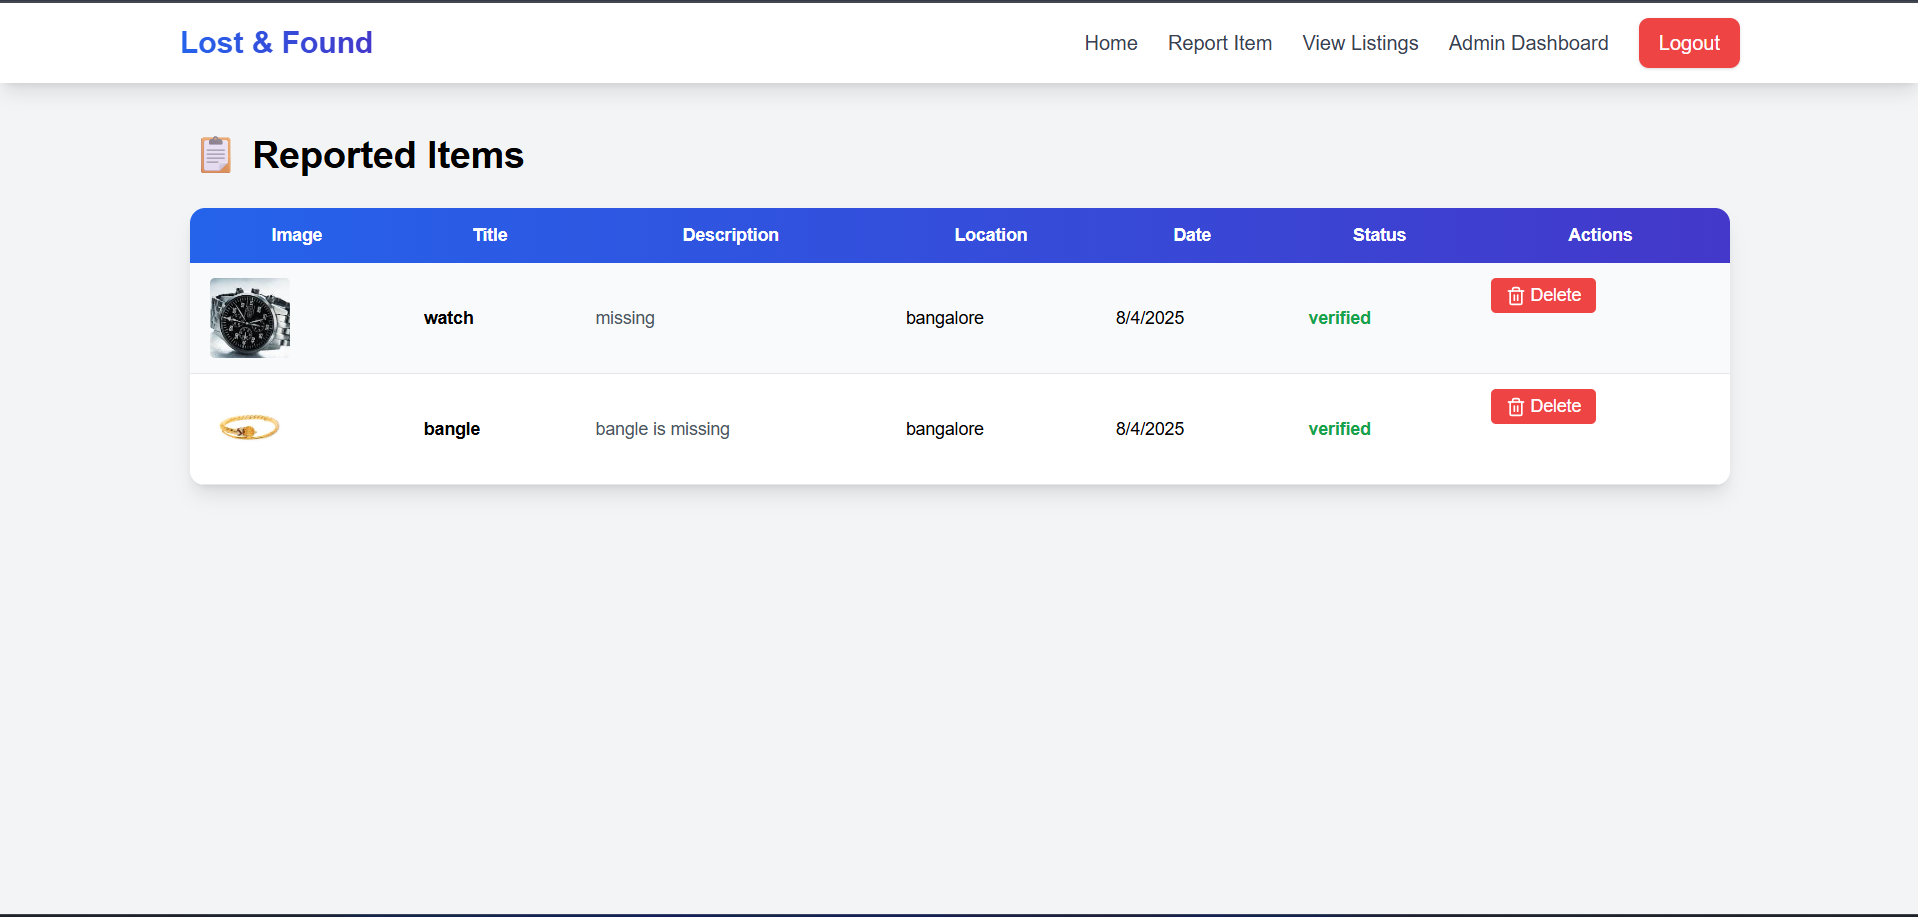 Lost & Found Home Report Item View Listings Admin Dashboard Logout
Reported Items
Image Title Description Location Date Status Actions
watch missing bangalore 8/4/2025 verified Delete
bangle bangle is missing bangalore 8/4/2025 verified Delete